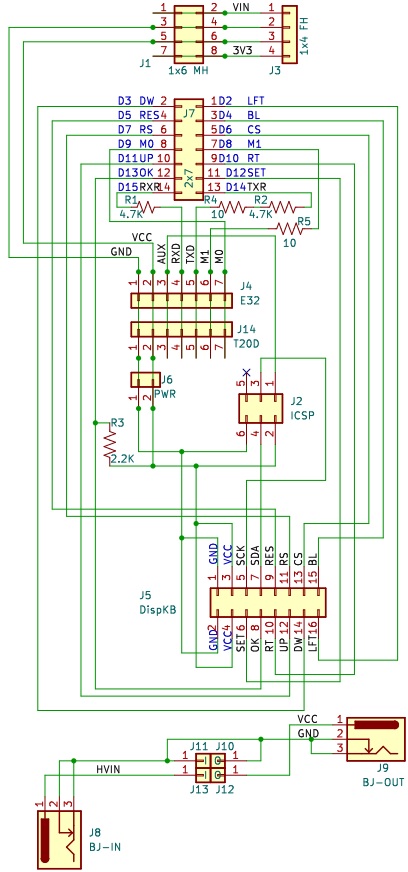 1 2 VIN 1
3 4 2
5 6 3
7 8 3V3 4
1x4 FH
J1 1x6 MH J3
D3 DW 2 J7 1 D2 LFT
D5 RES 4 3 D4 BL
D7 RS 6 5 D6 CS
D9 M0 8 7 D8 M1
D11 UP 10 9 D10 RT
D13 OK 12 11 D12 SET
D15 RXR 14 13 D14 TXR
2x7
R1 R4 R2
4.7K 10 4.7K
R5
10
VCC
GND
AUX
RXD
TXD
M1
M0
1 2 3 4 5 6 7
J4
E32
J14
T20D
1 2 3 4 5 6 7
J6
PWR
1 2
5 3 1
J2
ICSP
6 4 2
R3
2.2K
GND VCC SCK SDA RES RS CS BL
1 3 5 7 9 11 13 15
J5
DispKB
2 4 6 8 10 12 14 16
GND VCC SET OK RT UP DW LFT
VCC 1
GND 2
3
J9
BJ-OUT
J11 J10
1 1
HVIN 1 1
J13 J12
1 2 3
J8
BJ-IN